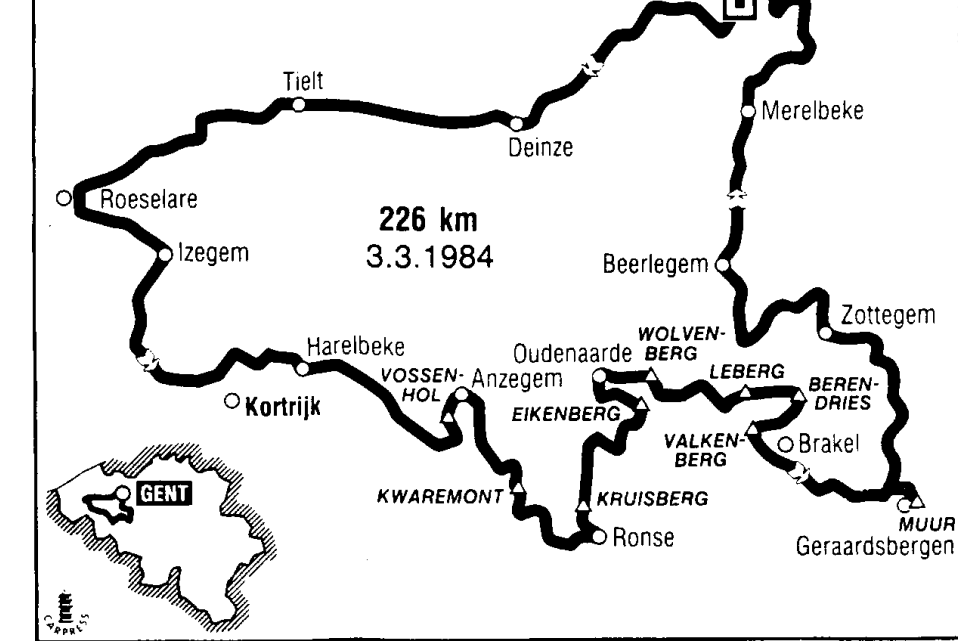 Tielt
Merelbeke
Deinze
Roeselare
226 km
3.3.1984
Izegem
Beerlegem
Zottegem
WOLVEN-
BERG
Harelbeke
Oudenaarde
VOSSEN-
HOL
Anzegem
LEBERG
BEREN-
DRIES
Kortrijk
EIKENBERG
VALKEN-
BERG
Brakel
GENT
KWAREMONT
KRUISBERG
MUUR
Ronse
Geraardsbergen
CARPRESS